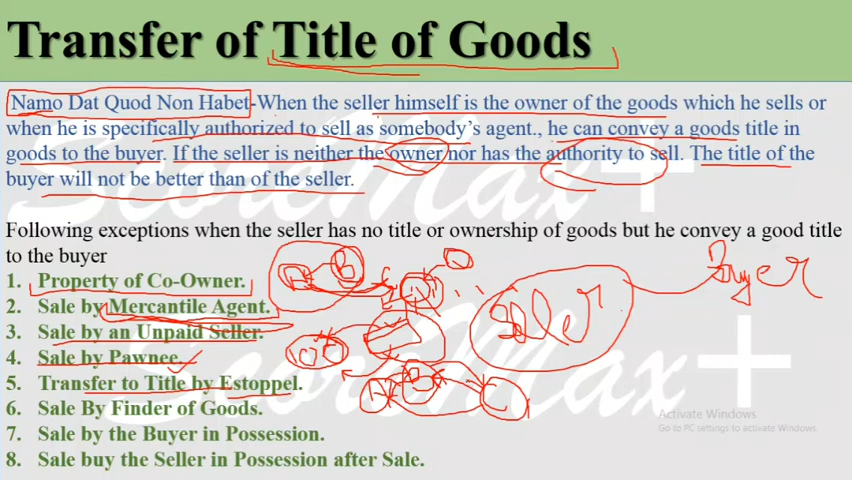 Transfer of Title of Goods
Namo Dat Quod Non Habet-When the seller himself is the owner of the goods which he sells or
when he is specifically authorized to sell as somebody's agent., he can convey a goods title in
goods to the buyer. If the seller is neither the owner nor has the authority to sell. The title of the
buyer will not be better than of the seller.
Following exceptions when the seller has no title or ownership of goods but he convey a good title
to the buyer
1. Property of Co-Owner.
2. Sale by Mercantile Agent.
3. Sale by an Unpaid Seller.
4. Sale by Pawnee.
5. Transfer to Title by Estoppel.
6. Sale By Finder of Goods.
7. Sale by the Buyer in Possession.
8. Sale buy the Seller in Possession after Sale.
Seller
Buyer
B
ScoreMax+
ScoreMax+
Activate Windows
Go to PC settings to activate Windows.